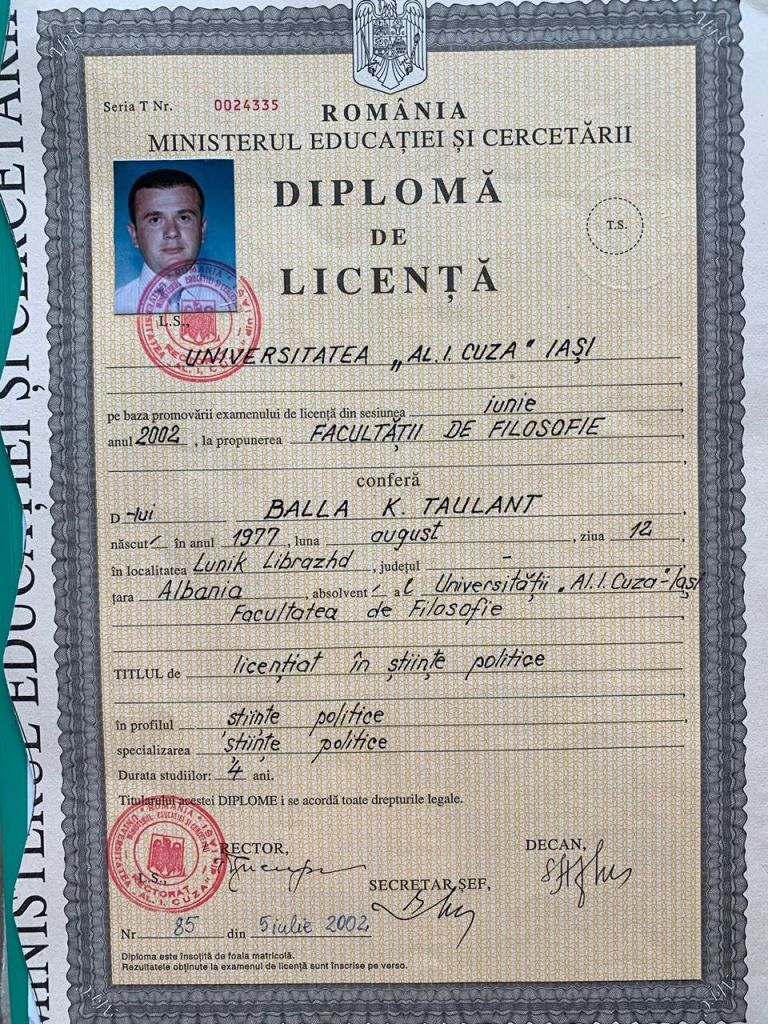 Seria T Nr. 0024335
ROMÂNIA
MINISTERUL EDUCAȚIEI ȘI CERCETĂRII
DIPLOMĂ
DE
LICENȚĂ
T.S.
L.S.,
UNIVERSITATEA „AL. I. CUZA" IAȘI
pe baza promovării examenului de licență din sesiunea iunie,
anul 2002, la propunerea FACULTĂȚII DE FILOSOFIE,
conferă
D-lui BALLA K. TAULANT,
născut în anul 1977, luna august, ziua 12,
în localitatea Lunik Librazhd, județul -,
țara Albania, absolvent al Universității „Al. I. Cuza"-Iași
Facultatea de Filosofie
TITLUL de licențiat în științe politice
în profilul științe politice,
specializarea științe politice
Durata studiilor: 4 ani.
Titularului acestei DIPLOME i se acordă toate drepturile legale.
RECTOR,
DECAN,
L.S.,
SECRETAR ȘEF,
Nr. 85 din 5 iulie 2002
Diploma este însoțită de foaia matricolă.
Rezultatele obținute la examenul de licență sunt înscrise pe verso.
MINISTERUL EDUCAȚIEI ȘI CERCETĂRII